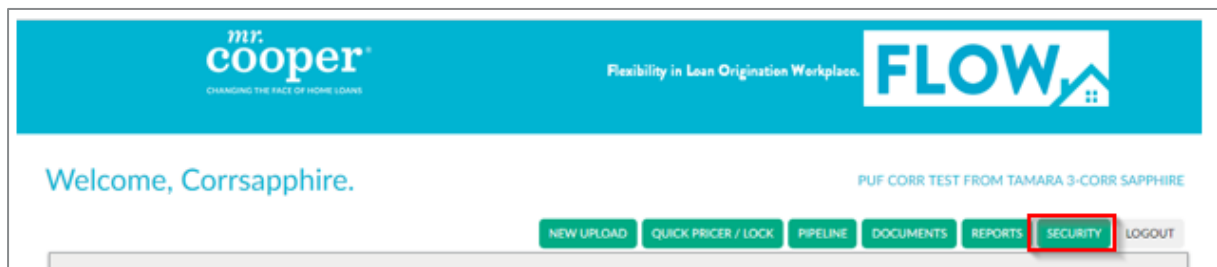 mr.
cooper®
CHANGING THE FACE OF HOME LOANS
Flexibility in Loan Origination Workplace.
FLOW
Welcome, Corrsapphire.
PUF CORR TEST FROM TAMARA 3-CORR SAPPHIRE
NEW UPLOAD QUICK PRICER / LOCK PIPELINE DOCUMENTS REPORTS SECURITY LOGOUT